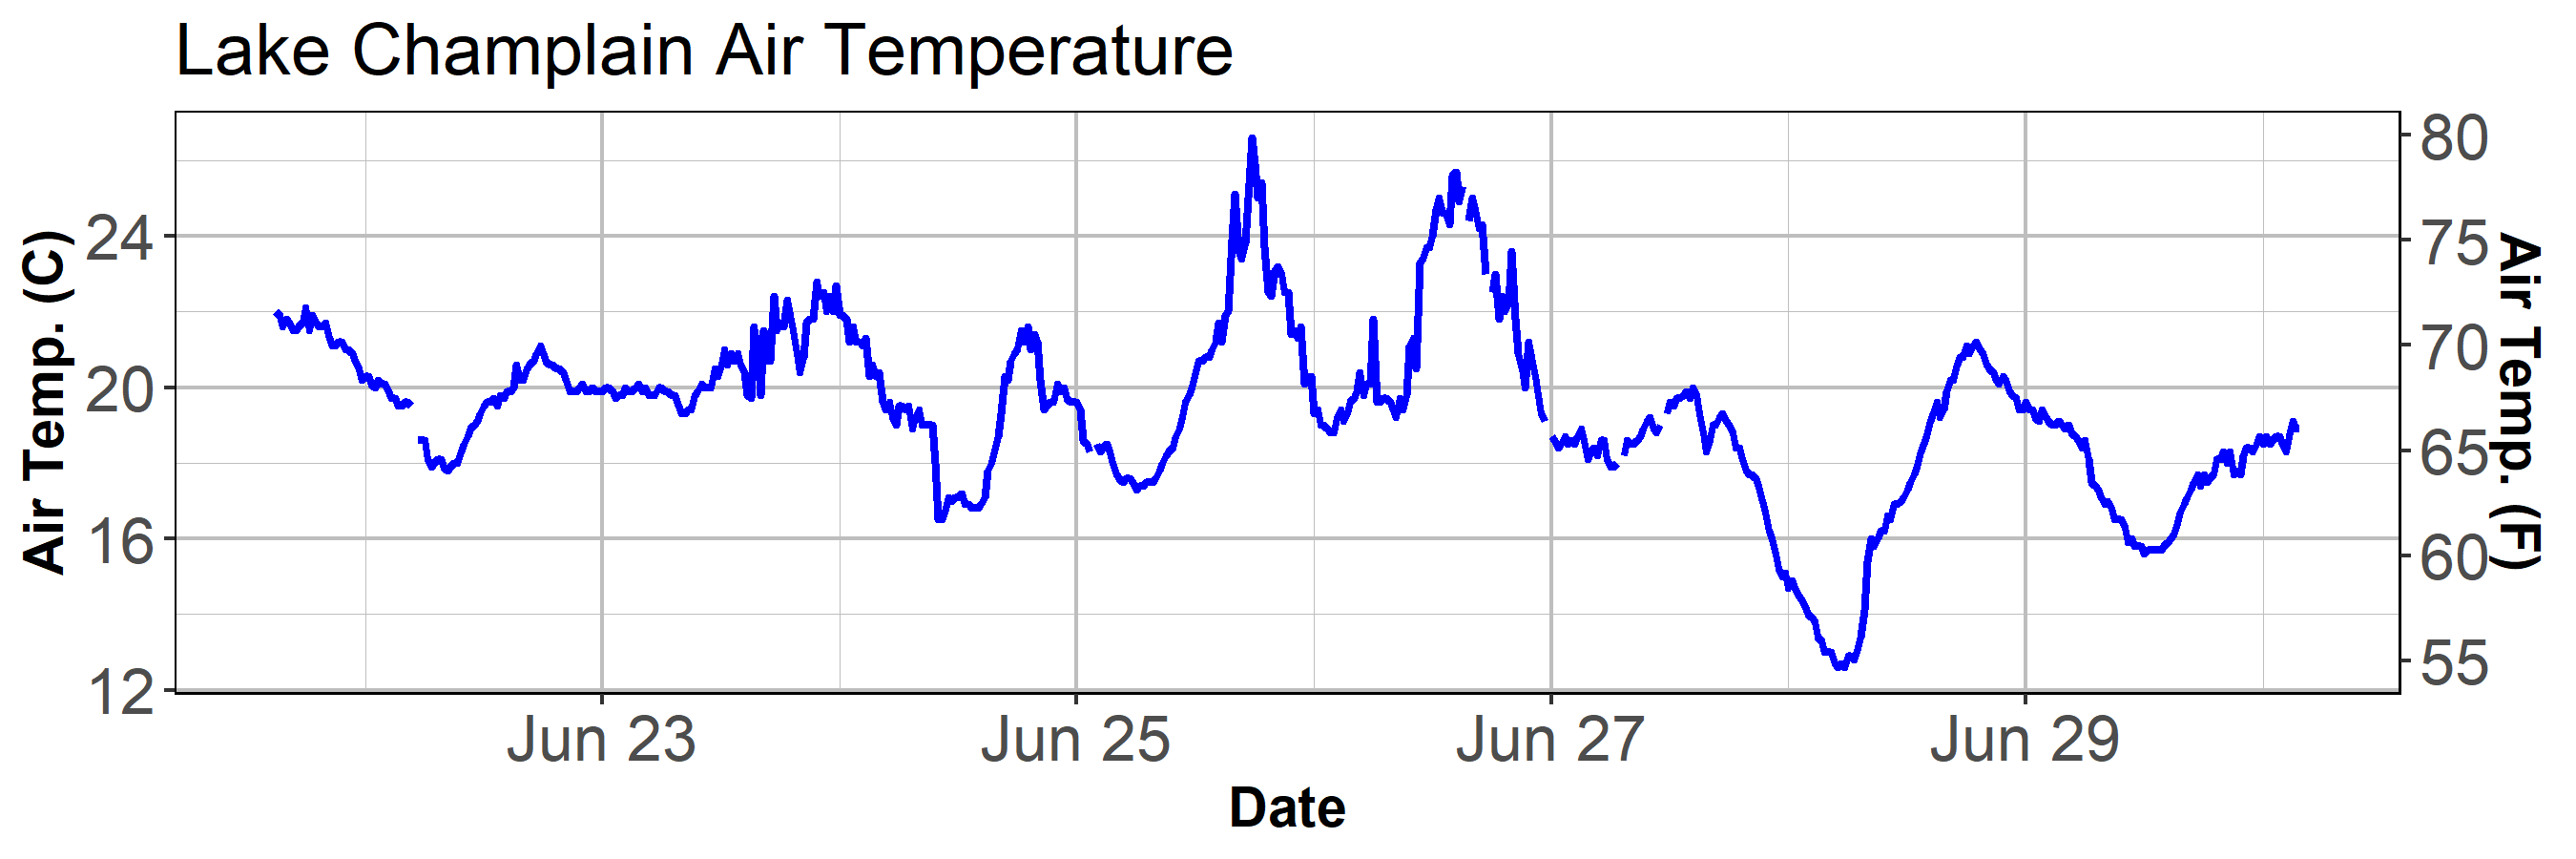 Lake Champlain Air Temperature
Air Temp. (C)
24
20
16
12
80
75
70
65
60
55
Air Temp. (F)
Jun 23 Jun 25 Jun 27 Jun 29
Date